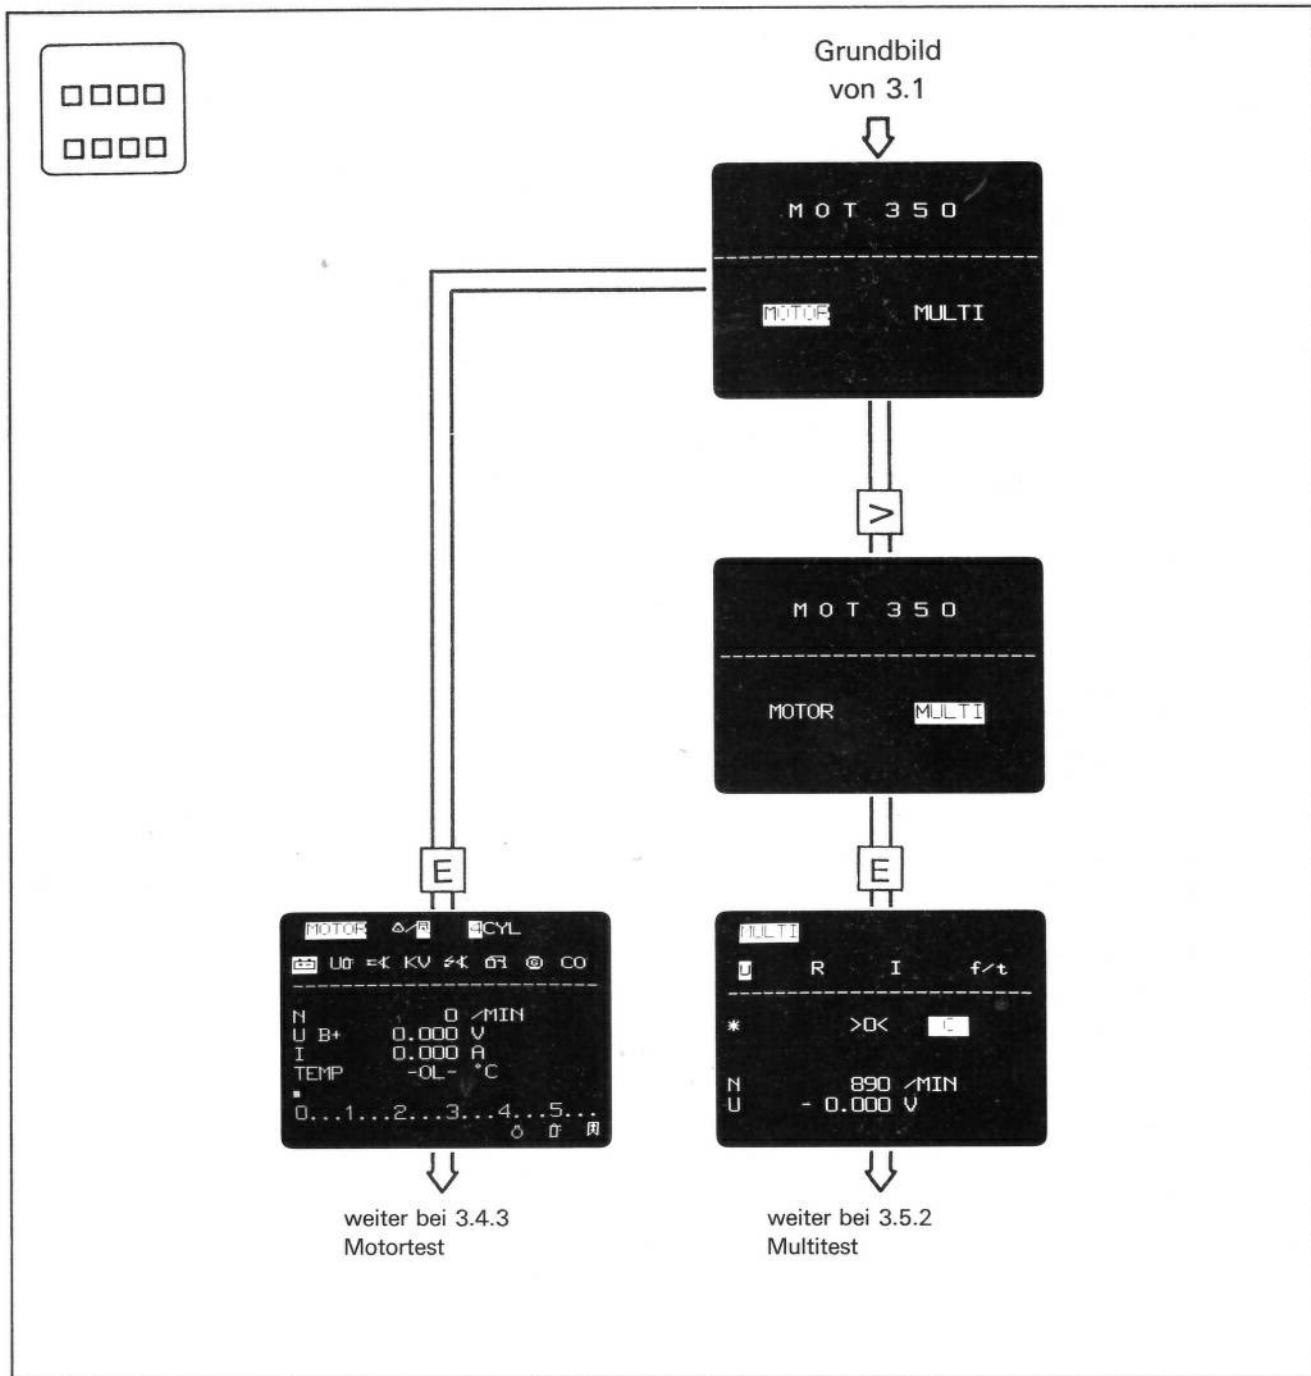 Grundbild
von 3.1
MOT 350
MOTOR MULTI
>
MOT 350
MOTOR MULTI
E
E
MOTOR 4CYL
U KV CO
N 0 /MIN
U B+ 0.000 V
I 0.000 A
TEMP -OL- °C
0...1...2...3...4...5...
MULTI
U R I f/t
* >0< C
N 890 /MIN
U - 0.000 V
weiter bei 3.4.3
Motortest
weiter bei 3.5.2
Multitest